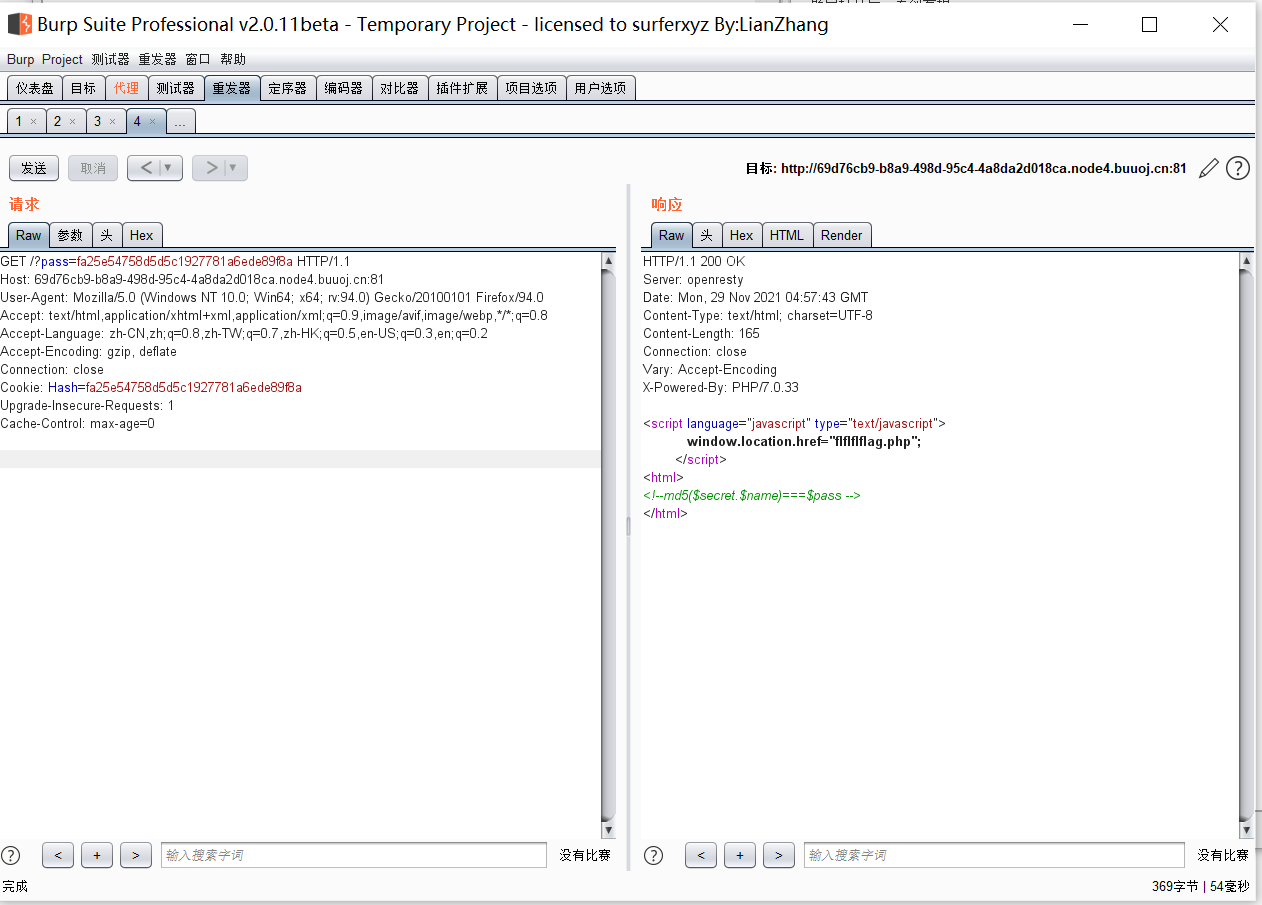 Burp Suite Professional v2.0.11beta - Temporary Project - licensed to surferxyz By:LianZhang
Burp Project 测试器 重发器 窗口 帮助
仪表盘 目标 代理 测试器 重发器 定序器 编码器 对比器 插件扩展 项目选项 用户选项
1 × 2 × 3 × 4 × ...
发送 取消 < ▼ > ▼ 目标: http://69d76cb9-b8a9-498d-95c4-4a8da2d018ca.node4.buuoj.cn:81 ?
请求
Raw 参数 头 Hex
GET /?pass=fa25e54758d5d5c1927781a6ede89f8a HTTP/1.1
Host: 69d76cb9-b8a9-498d-95c4-4a8da2d018ca.node4.buuoj.cn:81
User-Agent: Mozilla/5.0 (Windows NT 10.0; Win64; x64; rv:94.0) Gecko/20100101 Firefox/94.0
Accept: text/html,application/xhtml+xml,application/xml;q=0.9,image/avif,image/webp,*/*;q=0.8
Accept-Language: zh-CN,zh;q=0.8,zh-TW;q=0.7,zh-HK;q=0.5,en-US;q=0.3,en;q=0.2
Accept-Encoding: gzip, deflate
Connection: close
Cookie: Hash=fa25e54758d5d5c1927781a6ede89f8a
Upgrade-Insecure-Requests: 1
Cache-Control: max-age=0
? < + > 输入搜索字词 没有比赛
响应
Raw 头 Hex HTML Render
HTTP/1.1 200 OK
Server: openresty
Date: Mon, 29 Nov 2021 04:57:43 GMT
Content-Type: text/html; charset=UTF-8
Content-Length: 165
Connection: close
Vary: Accept-Encoding
X-Powered-By: PHP/7.0.33
<script language="javascript" type="text/javascript">
window.location.href="flflflflag.php";
</script>
<html>
<!--md5($secret.$name)===$pass -->
</html>
? < + > 输入搜索字词 没有比赛
完成 369字节 | 54毫秒